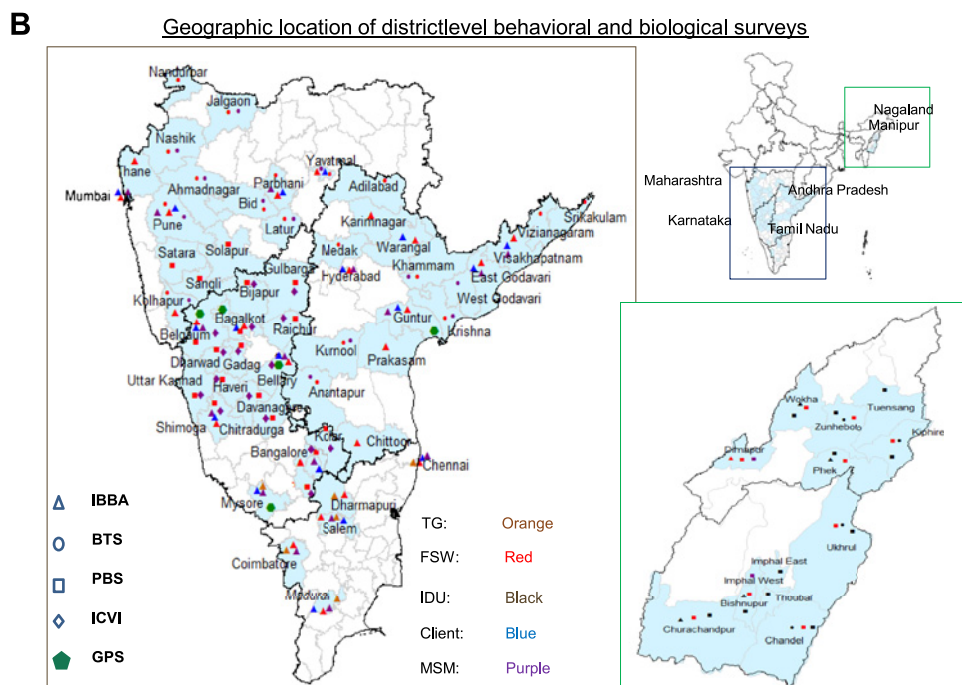 B
Geographic location of districtlevel behavioral and biological surveys
Nandurbar
Jalgaon
Nashik
Thane
Yavatmal
Mumbai
Ahmadnagar
Parbhani
Adilabad
Bid
Pune
Latur
Karimnagar
Srikakulam
Vizianagaram
Satara
Solapur
Medak
Warangal
Visakhapatnam
Gulbarga
Hyderabad
Khammam
East Godavari
Sangli
Bijapur
West Godavari
Kolhapur
Bagalkot
Guntur
Belgaum
Raichur
Krishna
Dharwad
Gadag
Kurnool
Prakasam
Uttar Kannad
Haveri
Bellary
Anantapur
Davanagere
Shimoga
Chitradurga
Kolar
Chittoor
Bangalore
Chennai
Mysore
Dharmapuri
Salem
Coimbatore
Madurai
IBBA
BTS
PBS
ICVI
GPS
TG: Orange
FSW: Red
IDU: Black
Client: Blue
MSM: Purple
Nagaland
Manipur
Maharashtra
Andhra Pradesh
Karnataka
Tamil Nadu
Wokha
Tuensang
Zunheboto
Kiphire
Dimapur
Phek
Ukhrul
Imphal East
Imphal West
Bishnupur
Thoubal
Churachandpur
Chandel